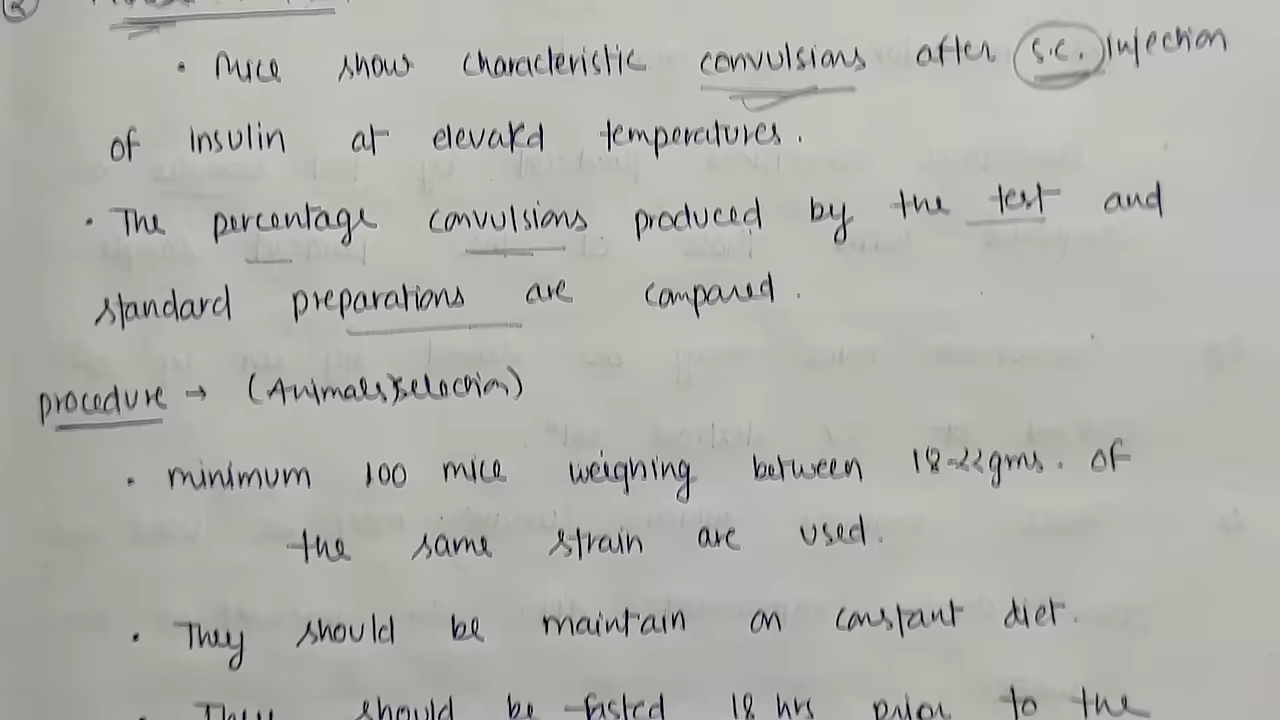 • Mice show characteristic convulsions after s.c. injection
of insulin at elevated temperatures.
• The percentage convulsions produced by the test and
standard preparations are compared.
procedure → (Animals selection)
• minimum 100 mice weighing between 18-22gms. of
the same strain are used.
• They should be maintain on constant diet.
• They should be fasted 18 hrs prior to the